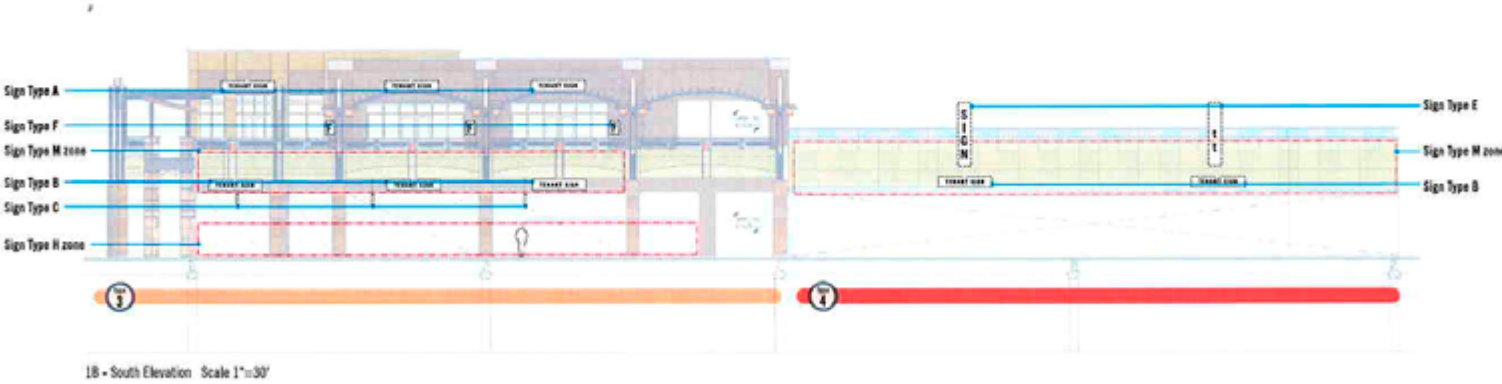 TENANT SIGN TENANT SIGN TENANT SIGN
Sign Type A
Sign Type E
S
I
G
N
Sign Type F
F F F
t
t
Sign Type M zone
Sign Type M zone
Sign Type B
TENANT SIGN TENANT SIGN TENANT SIGN
TENANT SIGN TENANT SIGN
Sign Type B
Sign Type C
Sign Type H zone
Type
3
Type
4
1B - South Elevation Scale 1"=30'